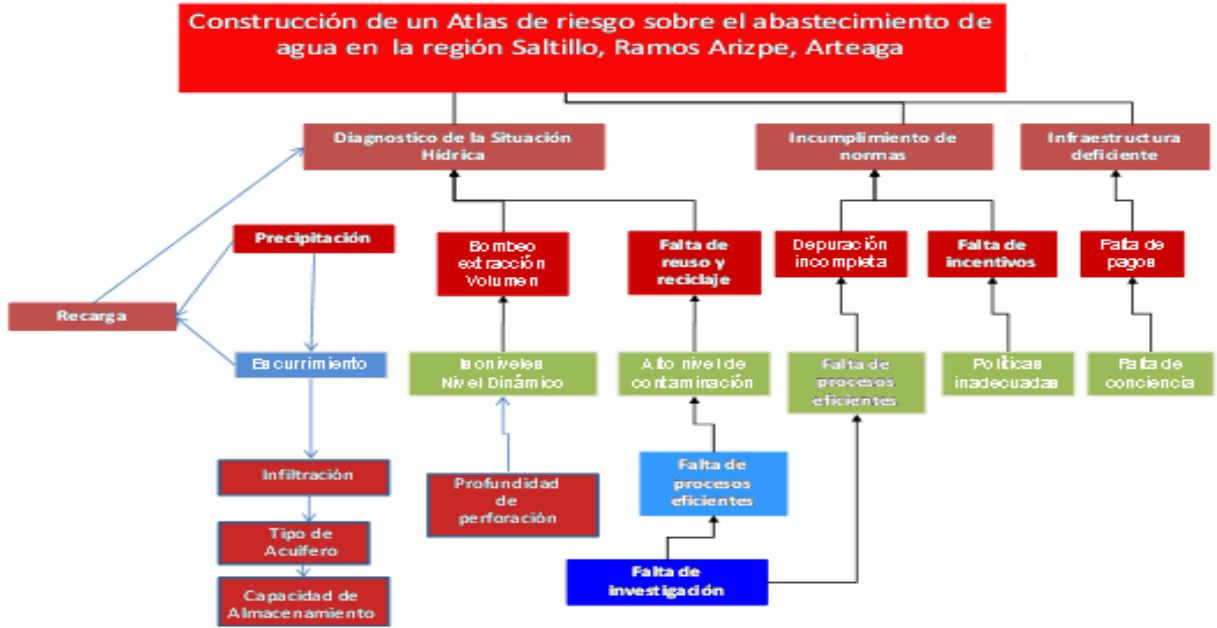 Construcción de un Atlas de riesgo sobre el abastecimiento de
agua en la región Saltillo, Ramos Arizpe, Arteaga
Diagnostico de la Situación
Hídrica
Incumplimiento de
normas
Infraestructura
deficiente
Precipitación
Bombeo
extracción
Volumen
Falta de
reuso y
reciclaje
Depuración
incompleta
Falta de
incentivos
Falta de
pagos
Recarga
Escurrimiento
Isoniveles
Nivel Dinámico
Alto nivel de
contaminación
Falta de
procesos
eficientes
Políticas
inadecuadas
Falta de
conciencia
Infiltración
Profundidad
de
perforación
Falta de
procesos
eficientes
Tipo de
Acuífero
Falta de
investigación
Capacidad de
Almacenamiento